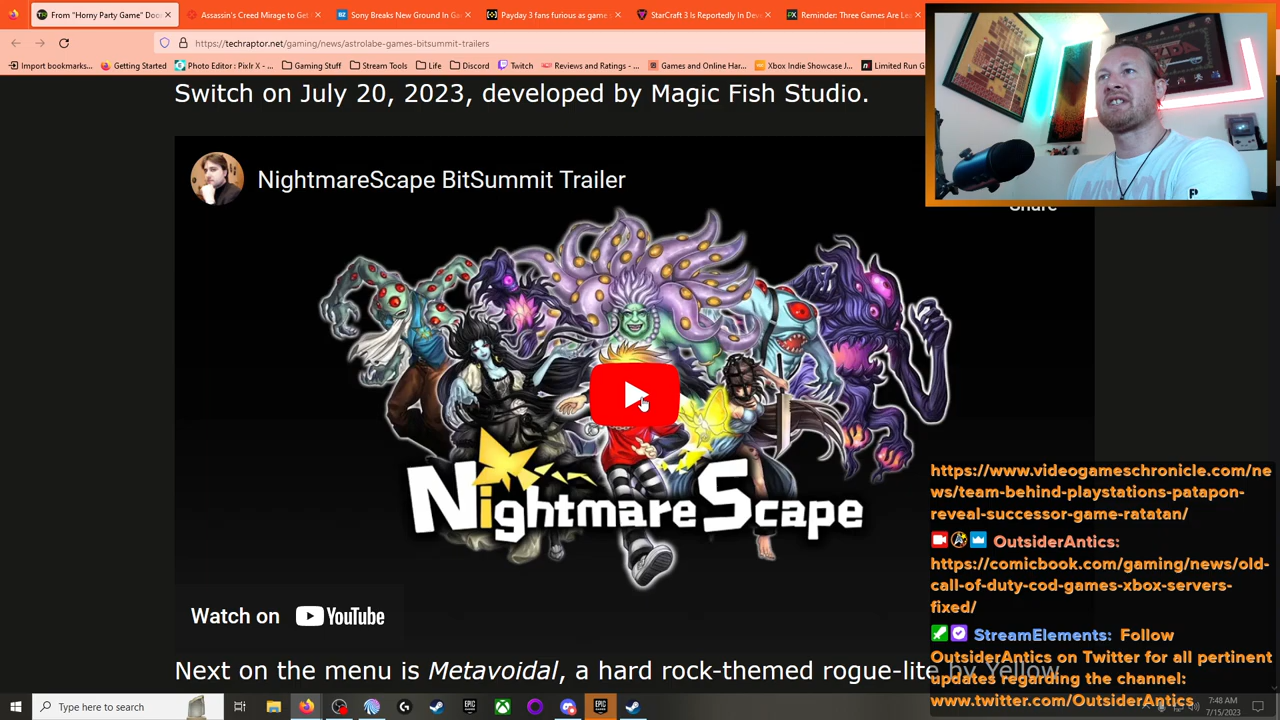 From "Horny Party Game" Doo
Assassin's Creed Mirage to Get
Sony Breaks New Ground In Ga
Payday 3 fans furious as game
StarCraft 3 Is Reportedly In Dev
Reminder: Three Games Are Lea
https://techraptor.net/gaming/news/astrolabe-games-bitsummit-trailers
Import bookmarks...
Getting Started
Photo Editor : Pixlr X - ...
Gaming Stuff
Stream Tools
Life
Discord
Twitch
Reviews and Ratings - ...
Games and Online Har...
Xbox Indie Showcase J...
Limited Run G
Switch on July 20, 2023, developed by Magic Fish Studio.
NightmareScape BitSummit Trailer
Share
NightmareScape
Watch on YouTube
Next on the menu is Metavoidal, a hard rock-themed rogue-lite by Yellow
https://www.videogameschronicle.com/ne
ws/team-behind-playstations-patapon-
reveal-successor-game-ratatan/
OutsiderAntics:
https://comicbook.com/gaming/news/old-
call-of-duty-cod-games-xbox-servers-
fixed/
StreamElements: Follow
OutsiderAntics on Twitter for all pertinent
updates regarding the channel:
www.twitter.com/OutsiderAntics
Type here to search
7:48 AM
7/15/2023